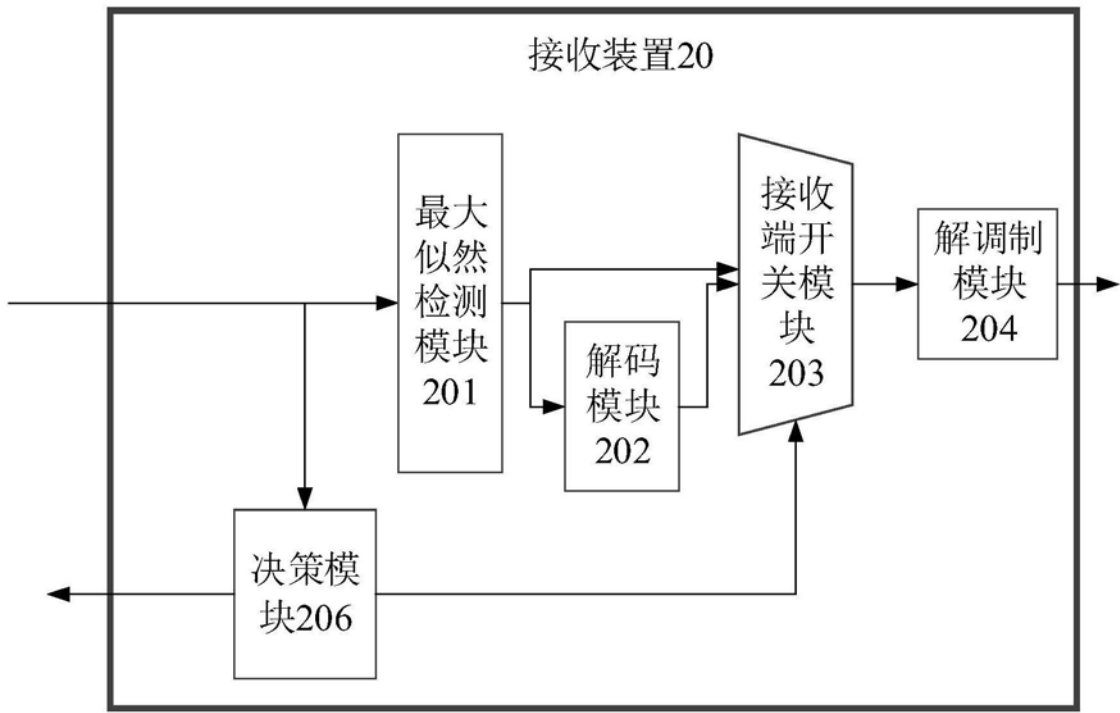 接收装置20
最大
似然
检测
模块
201
解码
模块
202
接收
端开
关模
块
203
解调制
模块
204
决策模
块206